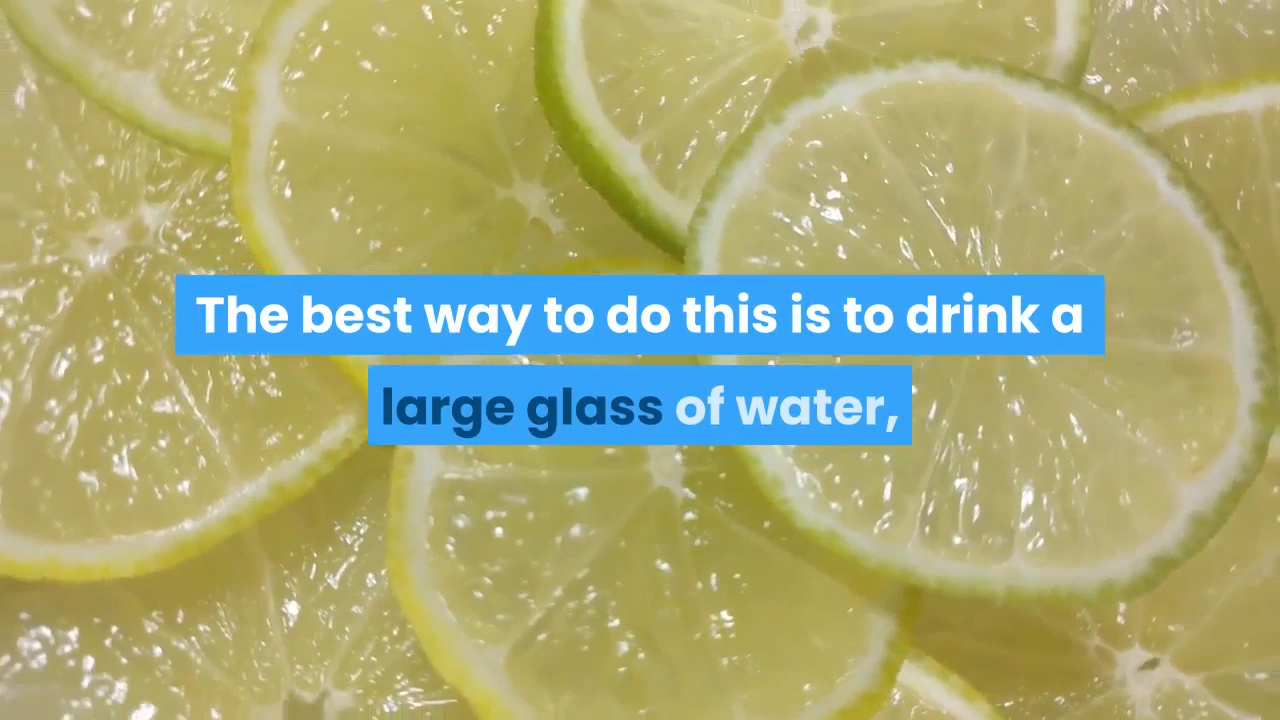 The best way to do this is to drink a
large glass of water,